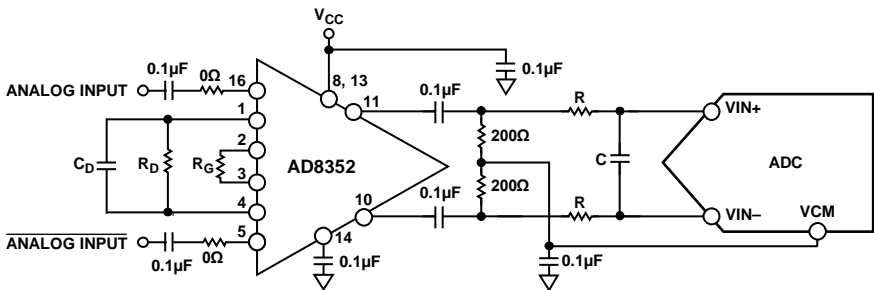 VCC
0.1µF 0Ω 16 8, 13 0.1µF
ANALOG INPUT 0.1µF R
11 VIN+
1
2 200Ω
CD RD RG AD8352 C ADC
3 200Ω
4 10 R
0.1µF VIN–
ANALOG INPUT 5 14 VCM
0.1µF 0Ω 0.1µF 0.1µF